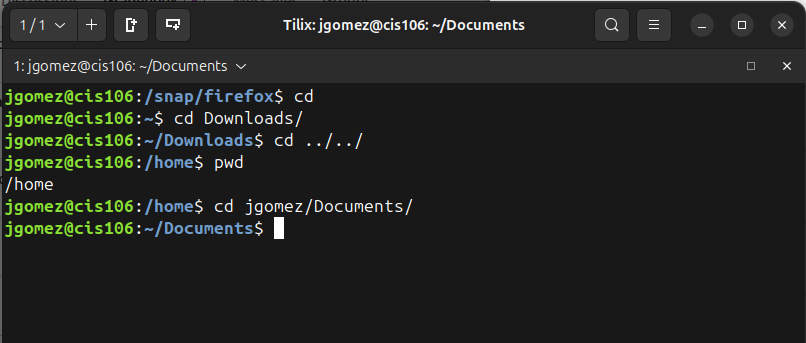 1 / 1
Tilix: jgomez@cis106: ~/Documents
1: jgomez@cis106: ~/Documents
jgomez@cis106:/snap/firefox$ cd
jgomez@cis106:~$ cd Downloads/
jgomez@cis106:~/Downloads$ cd ../../
jgomez@cis106:/home$ pwd
/home
jgomez@cis106:/home$ cd jgomez/Documents/
jgomez@cis106:~/Documents$